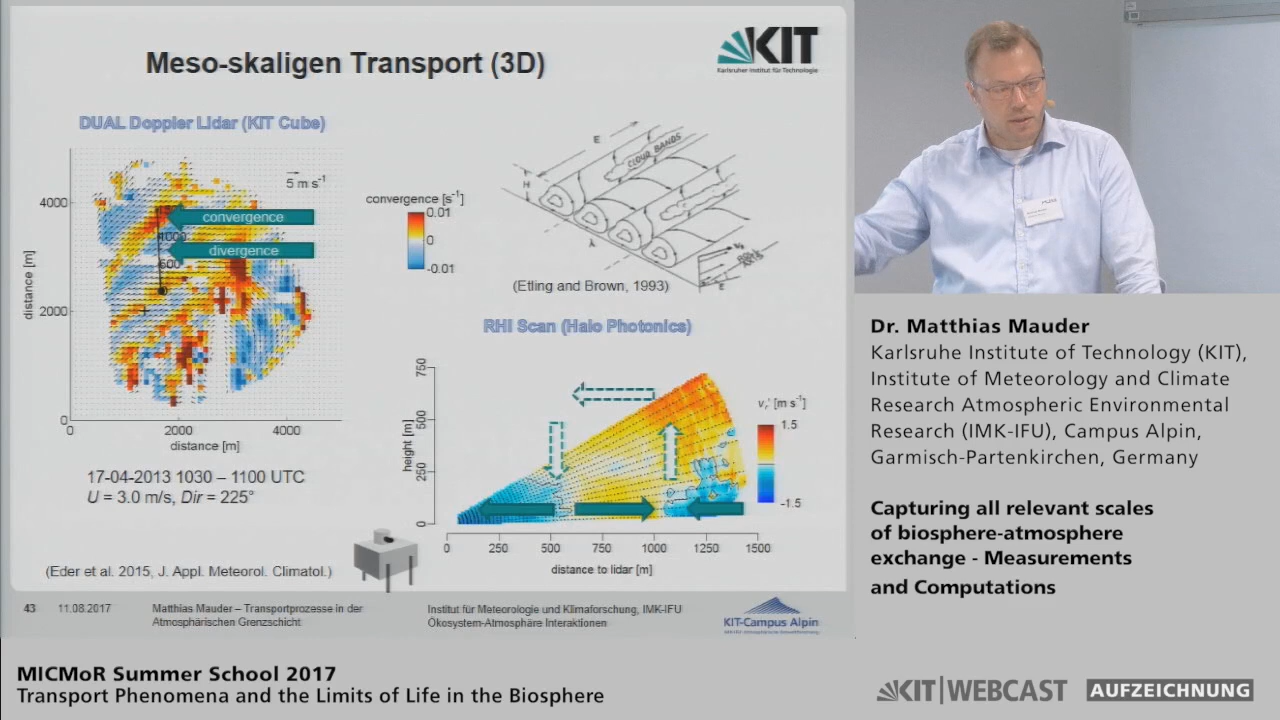 Meso-skaligen Transport (3D)
KIT
Karlsruher Institut für Technologie
DUAL Doppler Lidar (KIT Cube)
5 m s⁻¹
4000
2000
0
distance [m]
convergence
1000
divergence
600
0
2000
4000
distance [m]
convergence [s⁻¹]
0.01
0
-0.01
E
CLOUD BANDS
H
λ
E
(Etling and Brown, 1993)
17-04-2013 1030 – 1100 UTC
U = 3.0 m/s, Dir = 225°
(Eder et al. 2015, J. Appl. Meteorol. Climatol.)
RHI Scan (Halo Photonics)
750
500
250
0
height [m]
vᵣ' [m s⁻¹]
1.5
-1.5
0
250
500
750
1000
1250
1500
distance to lidar [m]
43
11.08.2017
Matthias Mauder – Transportprozesse in der
Atmosphärischen Grenzschicht
Institut für Meteorologie und Klimaforschung, IMK-IFU
Ökosystem-Atmosphäre Interaktionen
KIT-Campus Alpin
Dr. Matthias Mauder
Karlsruhe Institute of Technology (KIT),
Institute of Meteorology and Climate
Research Atmospheric Environmental
Research (IMK-IFU), Campus Alpin,
Garmisch-Partenkirchen, Germany
Capturing all relevant scales
of biosphere-atmosphere
exchange - Measurements
and Computations
MICMoR Summer School 2017
Transport Phenomena and the Limits of Life in the Biosphere
KIT|WEBCAST
AUFZEICHNUNG